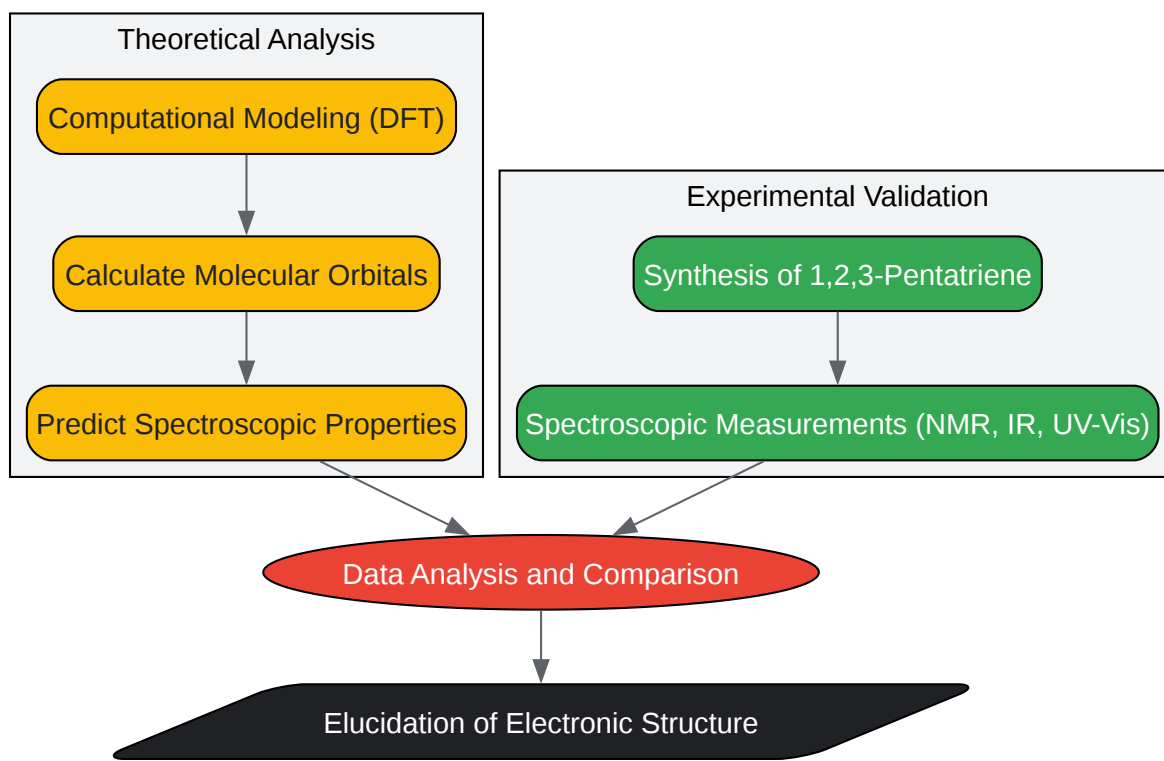 Theoretical Analysis
Computational Modeling (DFT)
Calculate Molecular Orbitals
Predict Spectroscopic Properties
Experimental Validation
Synthesis of 1,2,3-Pentatriene
Spectroscopic Measurements (NMR, IR, UV-Vis)
Data Analysis and Comparison
Elucidation of Electronic Structure